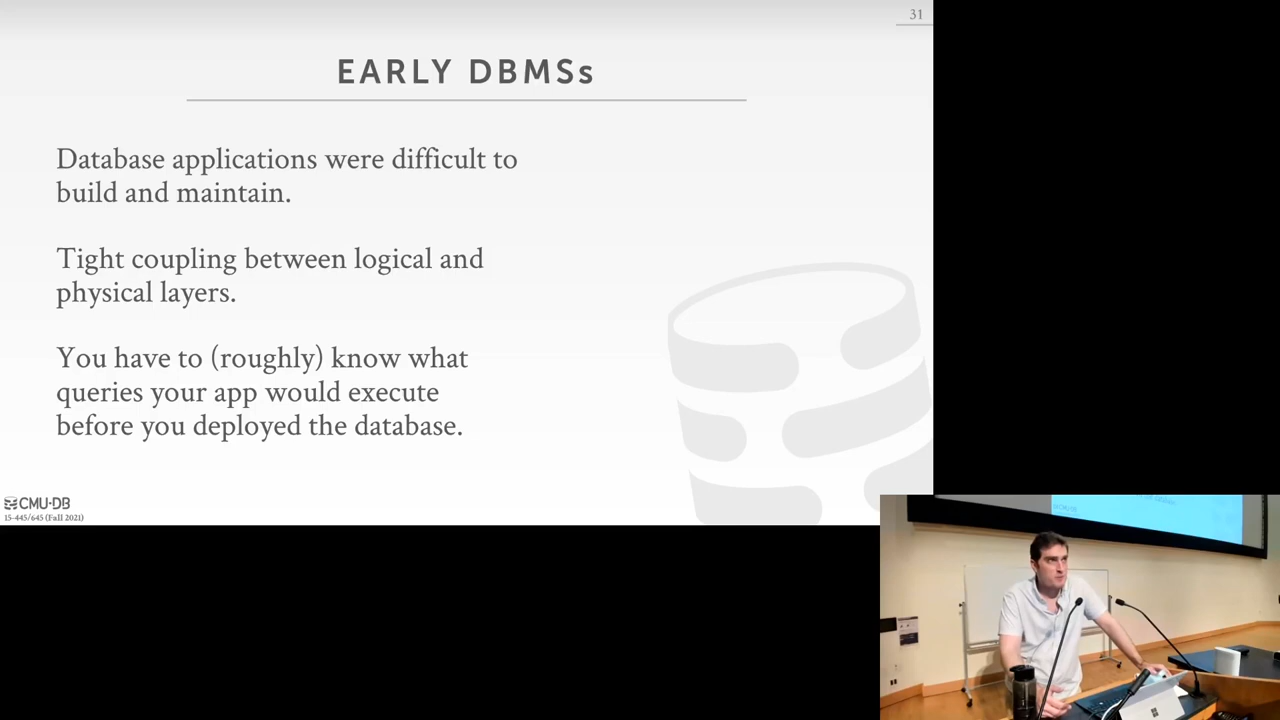 31
EARLY DBMSs
Database applications were difficult to
build and maintain.
Tight coupling between logical and
physical layers.
You have to (roughly) know what
queries your app would execute
before you deployed the database.
CMU·DB
15-445/645 (Fall 2021)